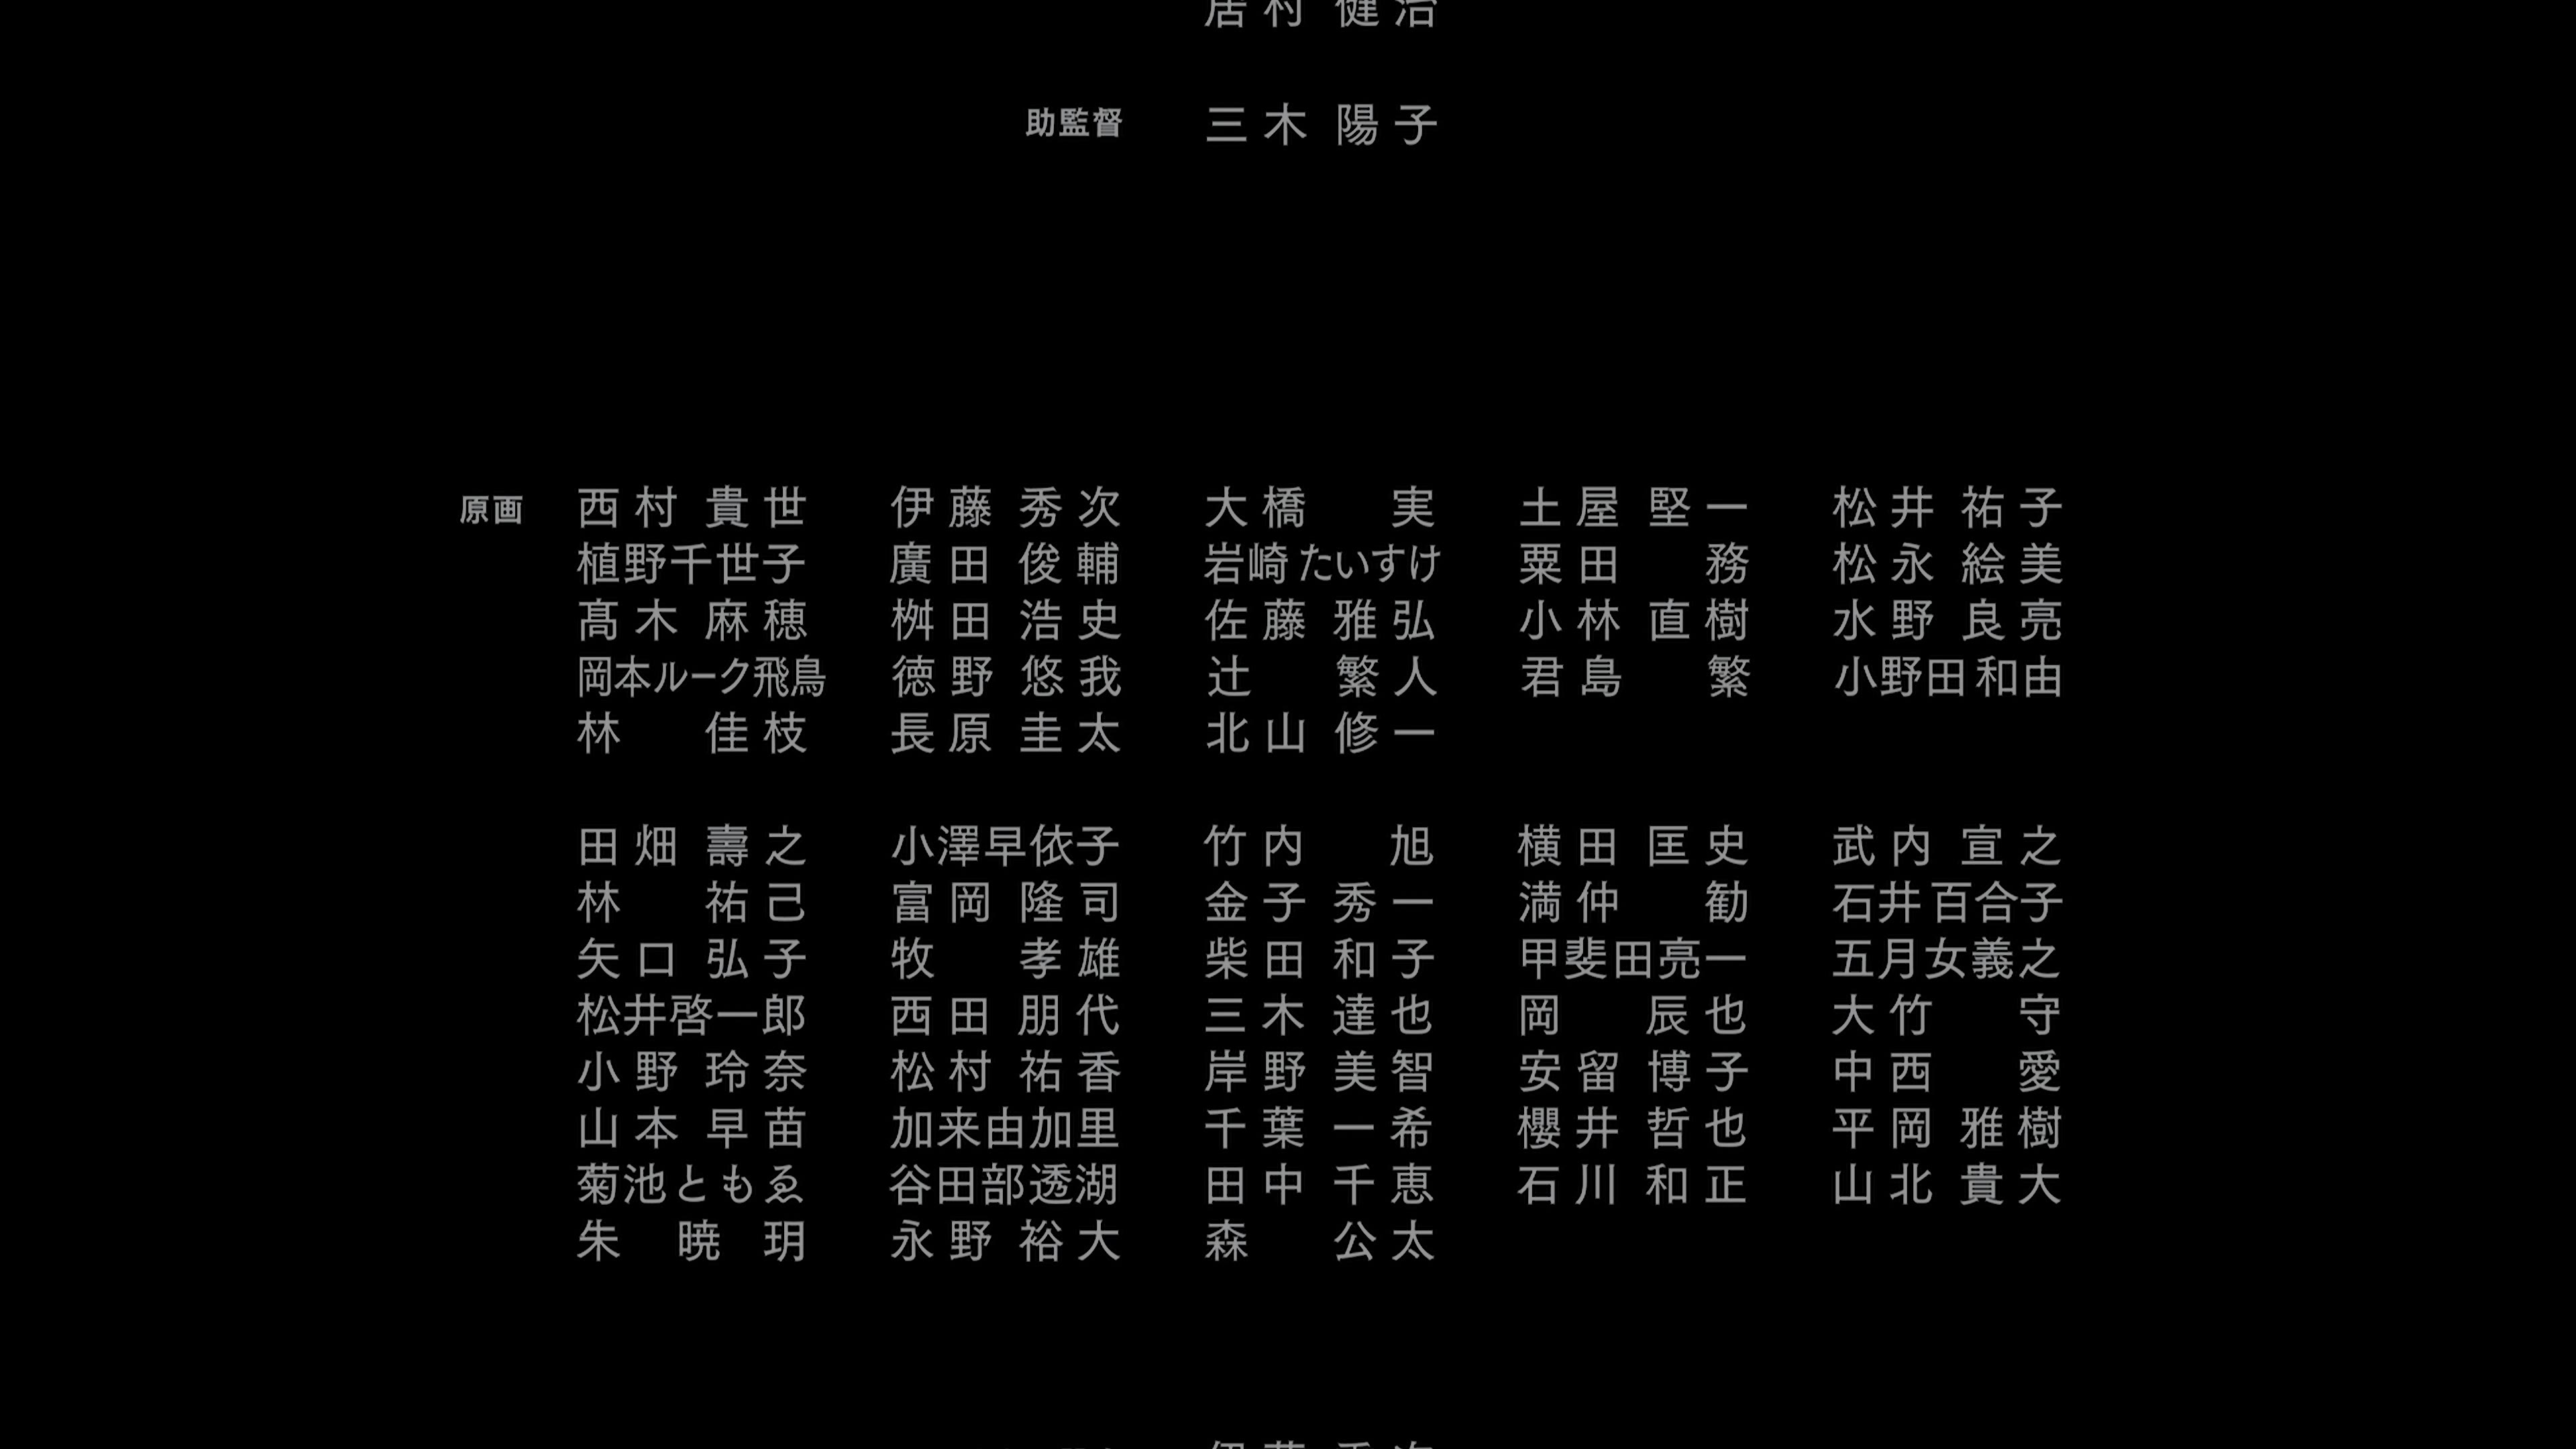 居村 健治
助監督 三木 陽子
原画 西村 貴世 伊藤 秀次 大橋 実 土屋 堅一 松井 祐子
植野千世子 廣田 俊輔 岩崎たいすけ 粟田 務 松永 絵美
髙木 麻穂 桝田 浩史 佐藤 雅弘 小林 直樹 水野 良亮
岡本ルーク飛鳥 徳野 悠我 辻 繁人 君島 繁 小野田和由
林 佳枝 長原 圭太 北山 修一
田畑 壽之 小澤早依子 竹内 旭 横田 匡史 武内 宣之
林 祐己 富岡 隆司 金子 秀一 満仲 勧 石井百合子
矢口 弘子 牧 孝雄 柴田 和子 甲斐田亮一 五月女義之
松井啓一郎 西田 朋代 三木 達也 岡 辰也 大竹 守
小野 玲奈 松村 祐香 岸野 美智 安留 博子 中西 愛
山本 早苗 加来由加里 千葉 一希 櫻井 哲也 平岡 雅樹
菊池ともゑ 谷田部透湖 田中 千恵 石川 和正 山北 貴大
朱 暁 玥 永野 裕大 森 公太